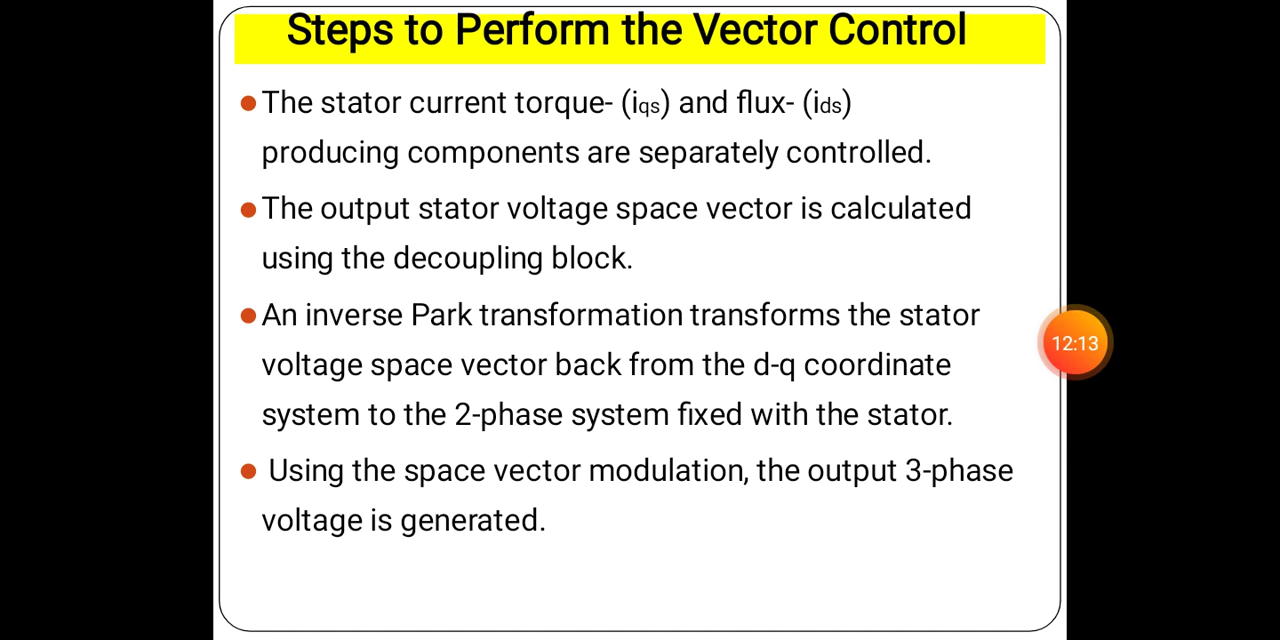 Steps to Perform the Vector Control
●The stator current torque- (iqs) and flux- (ids)
producing components are separately controlled.
●The output stator voltage space vector is calculated
using the decoupling block.
●An inverse Park transformation transforms the stator
voltage space vector back from the d-q coordinate
system to the 2-phase system fixed with the stator.
● Using the space vector modulation, the output 3-phase
voltage is generated.
12:13